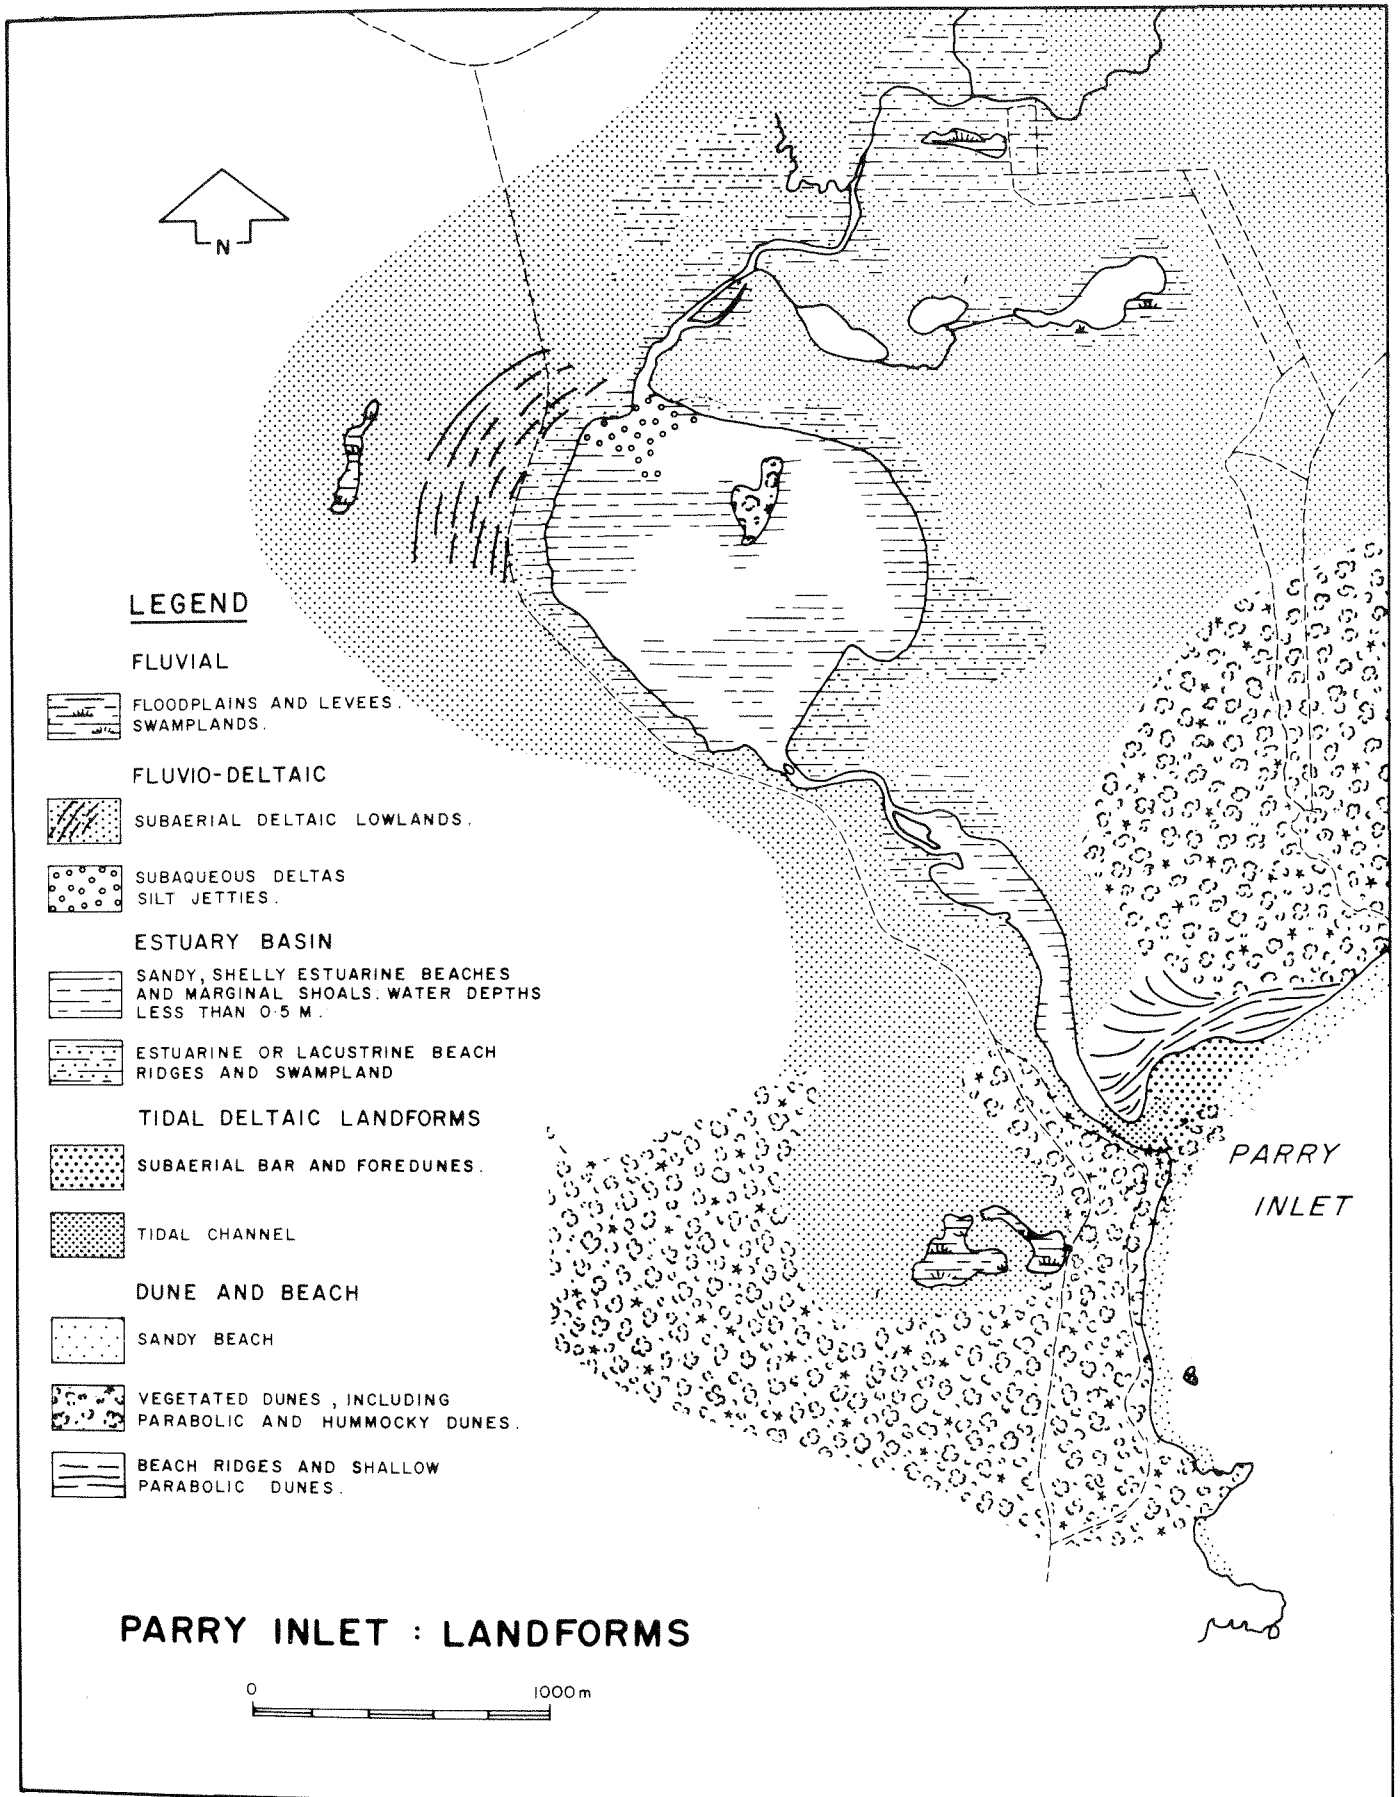 N
LEGEND
FLUVIAL
FLOODPLAINS AND LEVEES.
SWAMPLANDS.
FLUVIO-DELTAIC
SUBAERIAL DELTAIC LOWLANDS.
SUBAQUEOUS DELTAS
SILT JETTIES.
ESTUARY BASIN
SANDY, SHELLY ESTUARINE BEACHES
AND MARGINAL SHOALS. WATER DEPTHS
LESS THAN 0·5 M.
ESTUARINE OR LACUSTRINE BEACH
RIDGES AND SWAMPLAND
TIDAL DELTAIC LANDFORMS
SUBAERIAL BAR AND FOREDUNES.
TIDAL CHANNEL
DUNE AND BEACH
SANDY BEACH
VEGETATED DUNES, INCLUDING
PARABOLIC AND HUMMOCKY DUNES.
BEACH RIDGES AND SHALLOW
PARABOLIC DUNES.
PARRY
INLET
PARRY INLET : LANDFORMS
0 1000m